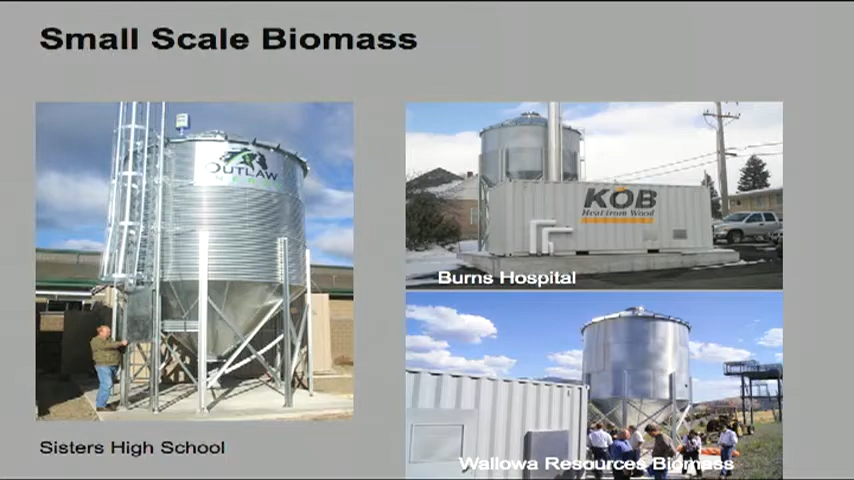 Small Scale Biomass
OUTLAW
KÖB
Heat from Wood
Burns Hospital
Wallowa Resources Biomass
Sisters High School